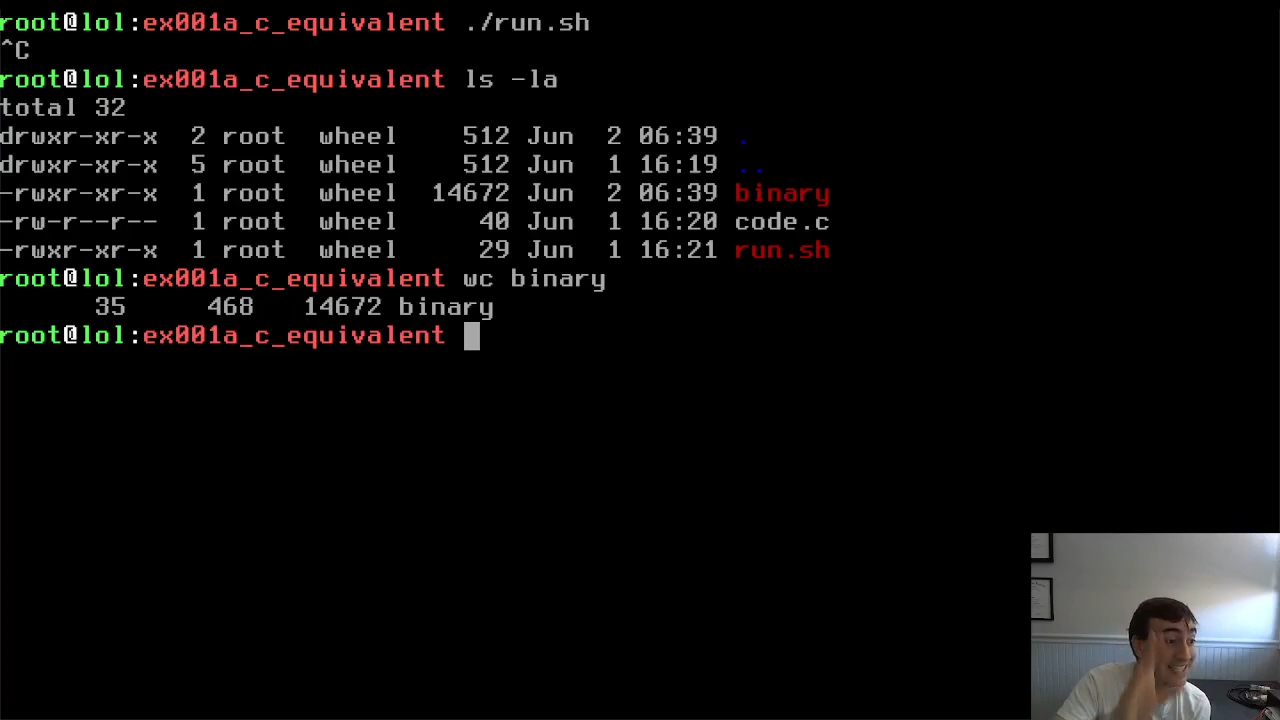 root@lol:ex001a_c_equivalent ./run.sh
^C
root@lol:ex001a_c_equivalent ls -la
total 32
drwxr-xr-x 2 root wheel 512 Jun 2 06:39 .
drwxr-xr-x 5 root wheel 512 Jun 1 16:19 ..
-rwxr-xr-x 1 root wheel 14672 Jun 2 06:39 binary
-rw-r--r-- 1 root wheel 40 Jun 1 16:20 code.c
-rwxr-xr-x 1 root wheel 29 Jun 1 16:21 run.sh
root@lol:ex001a_c_equivalent wc binary
35 468 14672 binary
root@lol:ex001a_c_equivalent